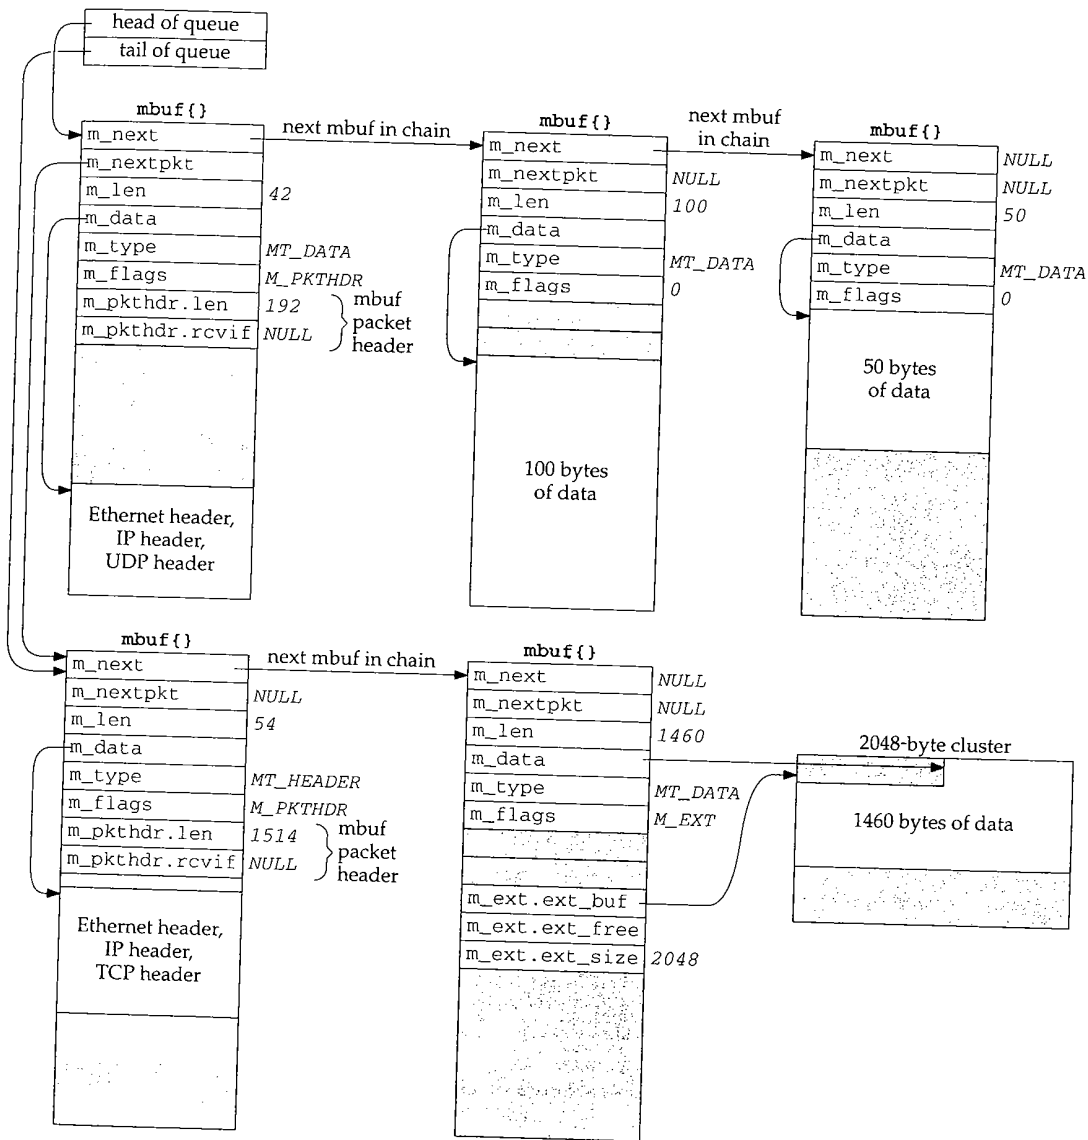 head of queue
tail of queue
mbuf{}
m_next
m_nextpkt
m_len
42
m_data
m_type
MT_DATA
m_flags
M_PKTHDR
m_pkthdr.len
192
m_pkthdr.rcvif
NULL
mbuf
packet
header
Ethernet header,
IP header,
UDP header
next mbuf in chain
mbuf{}
m_next
m_nextpkt
NULL
m_len
100
m_data
m_type
MT_DATA
m_flags
0
100 bytes
of data
next mbuf
in chain
mbuf{}
m_next
NULL
m_nextpkt
NULL
m_len
50
m_data
m_type
MT_DATA
m_flags
0
50 bytes
of data
mbuf{}
m_next
m_nextpkt
NULL
m_len
54
m_data
m_type
MT_HEADER
m_flags
M_PKTHDR
m_pkthdr.len
1514
m_pkthdr.rcvif
NULL
mbuf
packet
header
Ethernet header,
IP header,
TCP header
next mbuf in chain
mbuf{}
m_next
NULL
m_nextpkt
NULL
m_len
1460
m_data
m_type
MT_DATA
m_flags
M_EXT
m_ext.ext_buf
m_ext.ext_free
m_ext.ext_size
2048
2048-byte cluster
1460 bytes of data